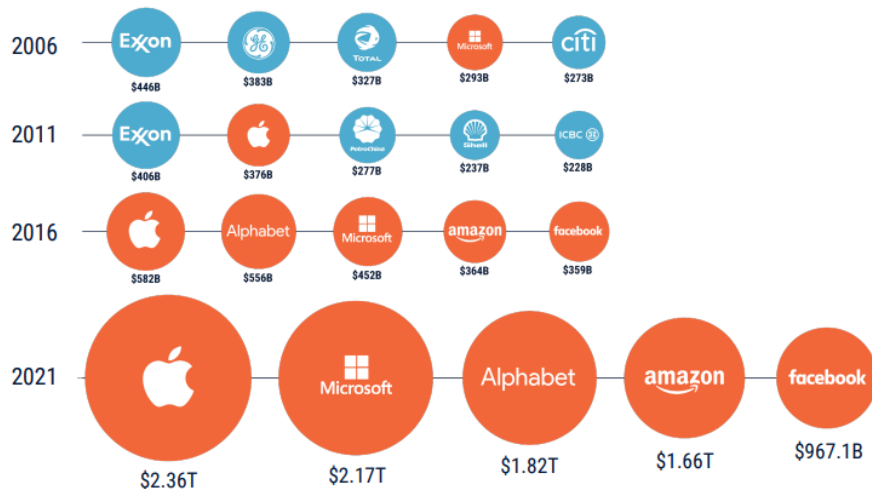 2006
Exxon
GE
TOTAL
Microsoft
citi
$446B
$383B
$327B
$293B
$273B
2011
Exxon
PetroChina
Shell
ICBC
$406B
$376B
$277B
$237B
$228B
2016
Alphabet
Microsoft
amazon
facebook
$582B
$556B
$452B
$364B
$359B
2021
Microsoft
Alphabet
amazon
facebook
$2.36T
$2.17T
$1.82T
$1.66T
$967.1B